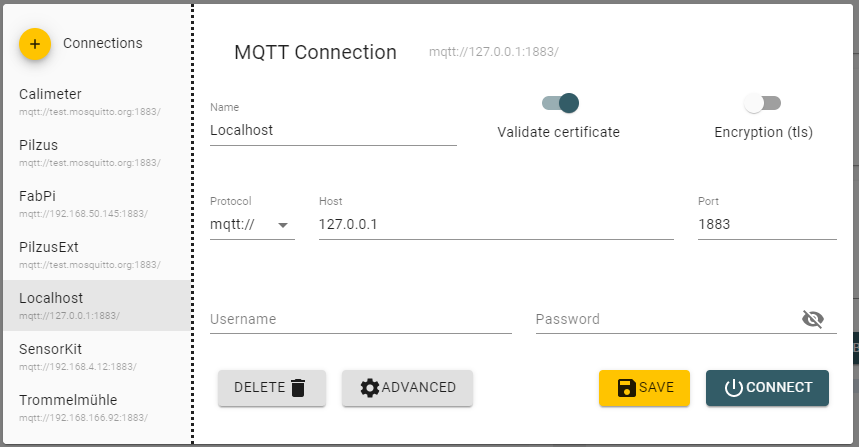 Connections
Calimeter
mqtt://test.mosquitto.org:1883/
Pilzus
mqtt://test.mosquitto.org:1883/
FabPi
mqtt://192.168.50.145:1883/
PilzusExt
mqtt://test.mosquitto.org:1883/
Localhost
mqtt://127.0.0.1:1883/
SensorKit
mqtt://192.168.4.12:1883/
Trommelmühle
mqtt://192.168.166.92:1883/
MQTT Connection mqtt://127.0.0.1:1883/
Name
Localhost
Validate certificate
Encryption (tls)
Protocol
mqtt://
Host
127.0.0.1
Port
1883
Username
Password
DELETE
ADVANCED
SAVE
CONNECT